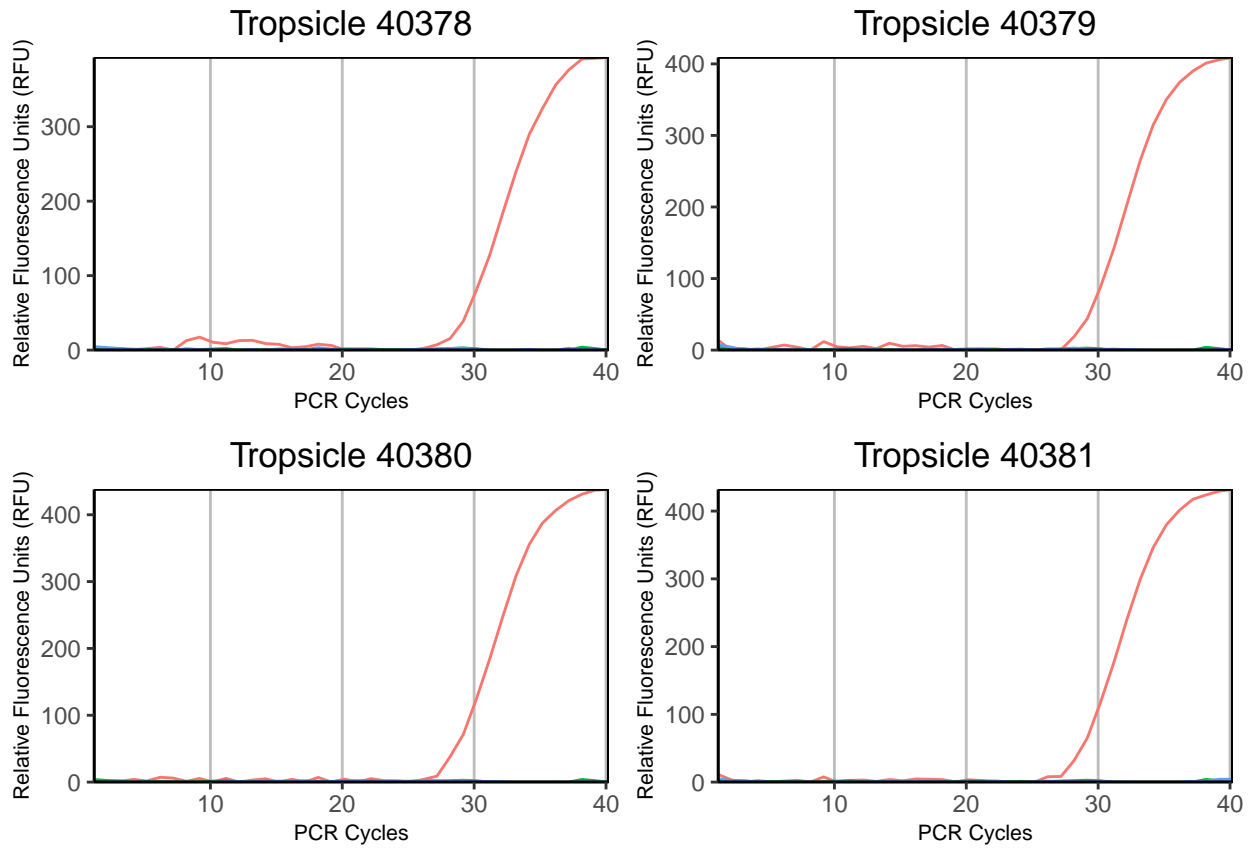 Tropsicle 40378
Relative Fluorescence Units (RFU)
300
200
100
0
10 20 30 40
PCR Cycles
Tropsicle 40379
Relative Fluorescence Units (RFU)
400
300
200
100
0
10 20 30 40
PCR Cycles
Tropsicle 40380
Relative Fluorescence Units (RFU)
400
300
200
100
0
10 20 30 40
PCR Cycles
Tropsicle 40381
Relative Fluorescence Units (RFU)
400
300
200
100
0
10 20 30 40
PCR Cycles